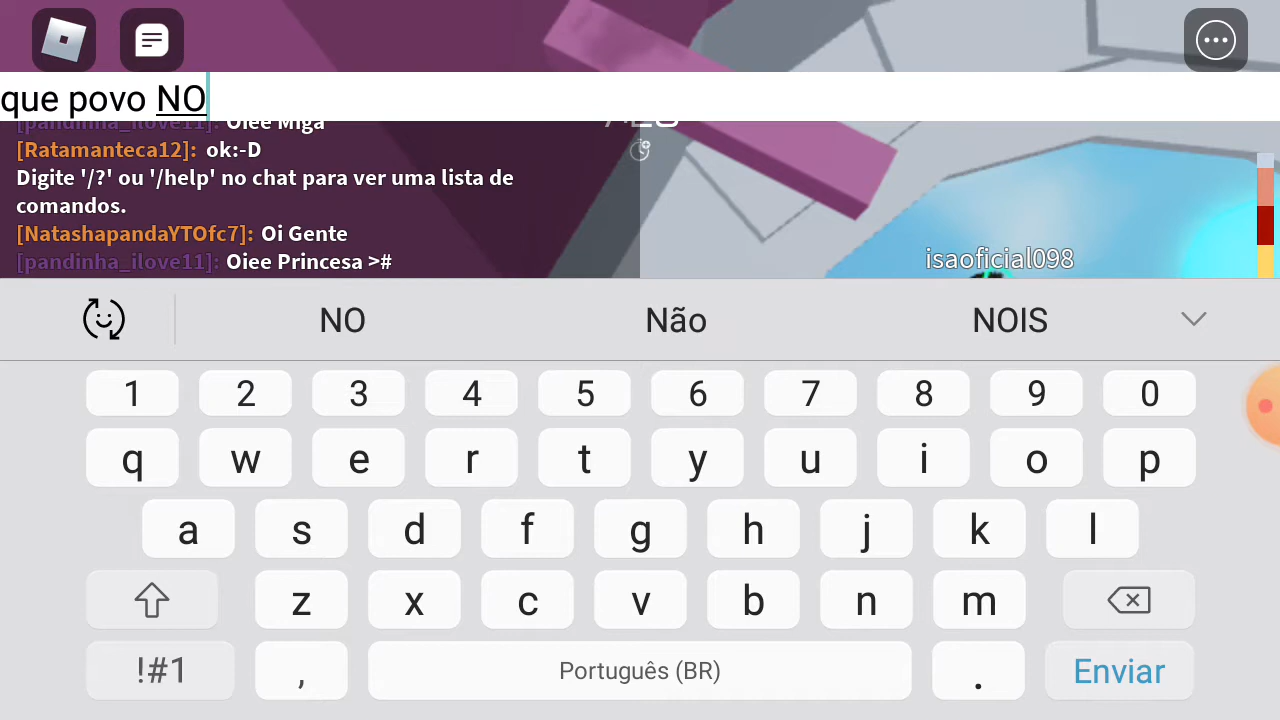 que povo NO
[pandinha_ilove11]: Oiee Miga
[Ratamanteca12]: ok:-D
Digite '/?' ou '/help' no chat para ver uma lista de
comandos.
[NatashapandaYTOfc7]: Oi Gente
[pandinha_ilove11]: Oiee Princesa >#
isaoficial098
NO Não NOIS
1 2 3 4 5 6 7 8 9 0
q w e r t y u i o p
a s d f g h j k l
z x c v b n m
!#1 , Português (BR) . Enviar